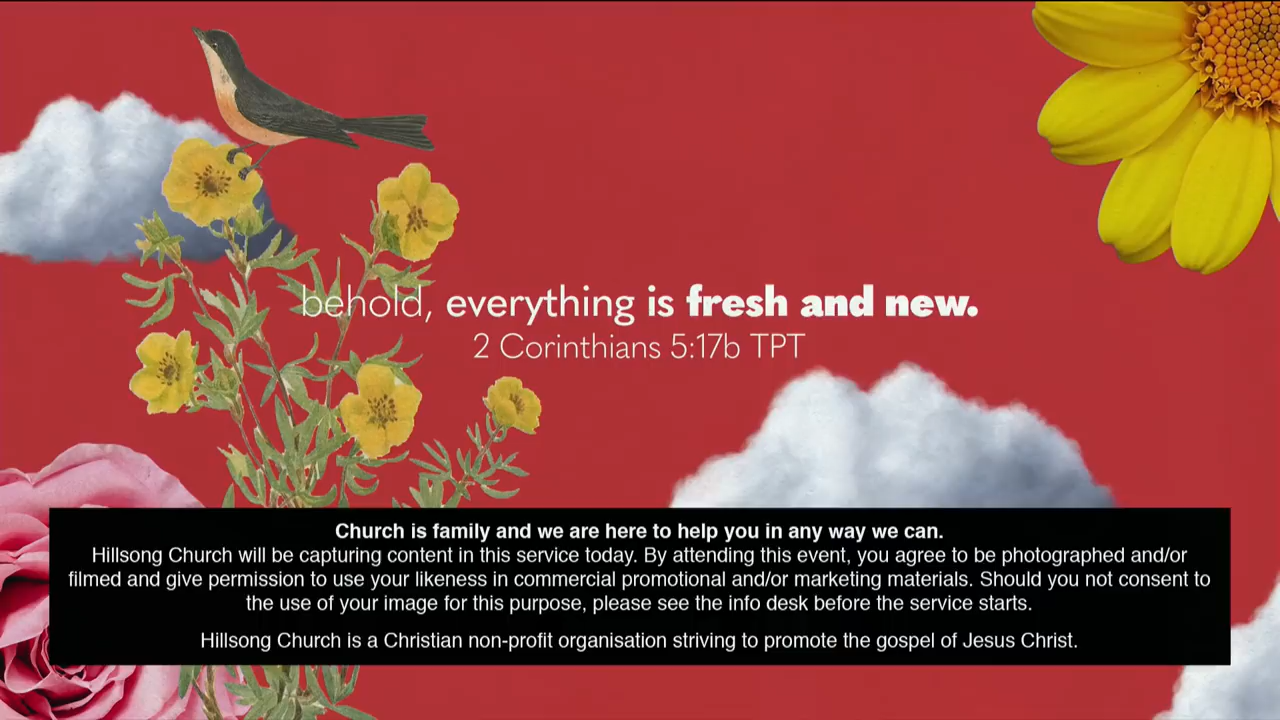 behold, everything is fresh and new.
2 Corinthians 5:17b TPT
Church is family and we are here to help you in any way we can.
Hillsong Church will be capturing content in this service today. By attending this event, you agree to be photographed and/or
filmed and give permission to use your likeness in commercial promotional and/or marketing materials. Should you not consent to
the use of your image for this purpose, please see the info desk before the service starts.
Hillsong Church is a Christian non-profit organisation striving to promote the gospel of Jesus Christ.